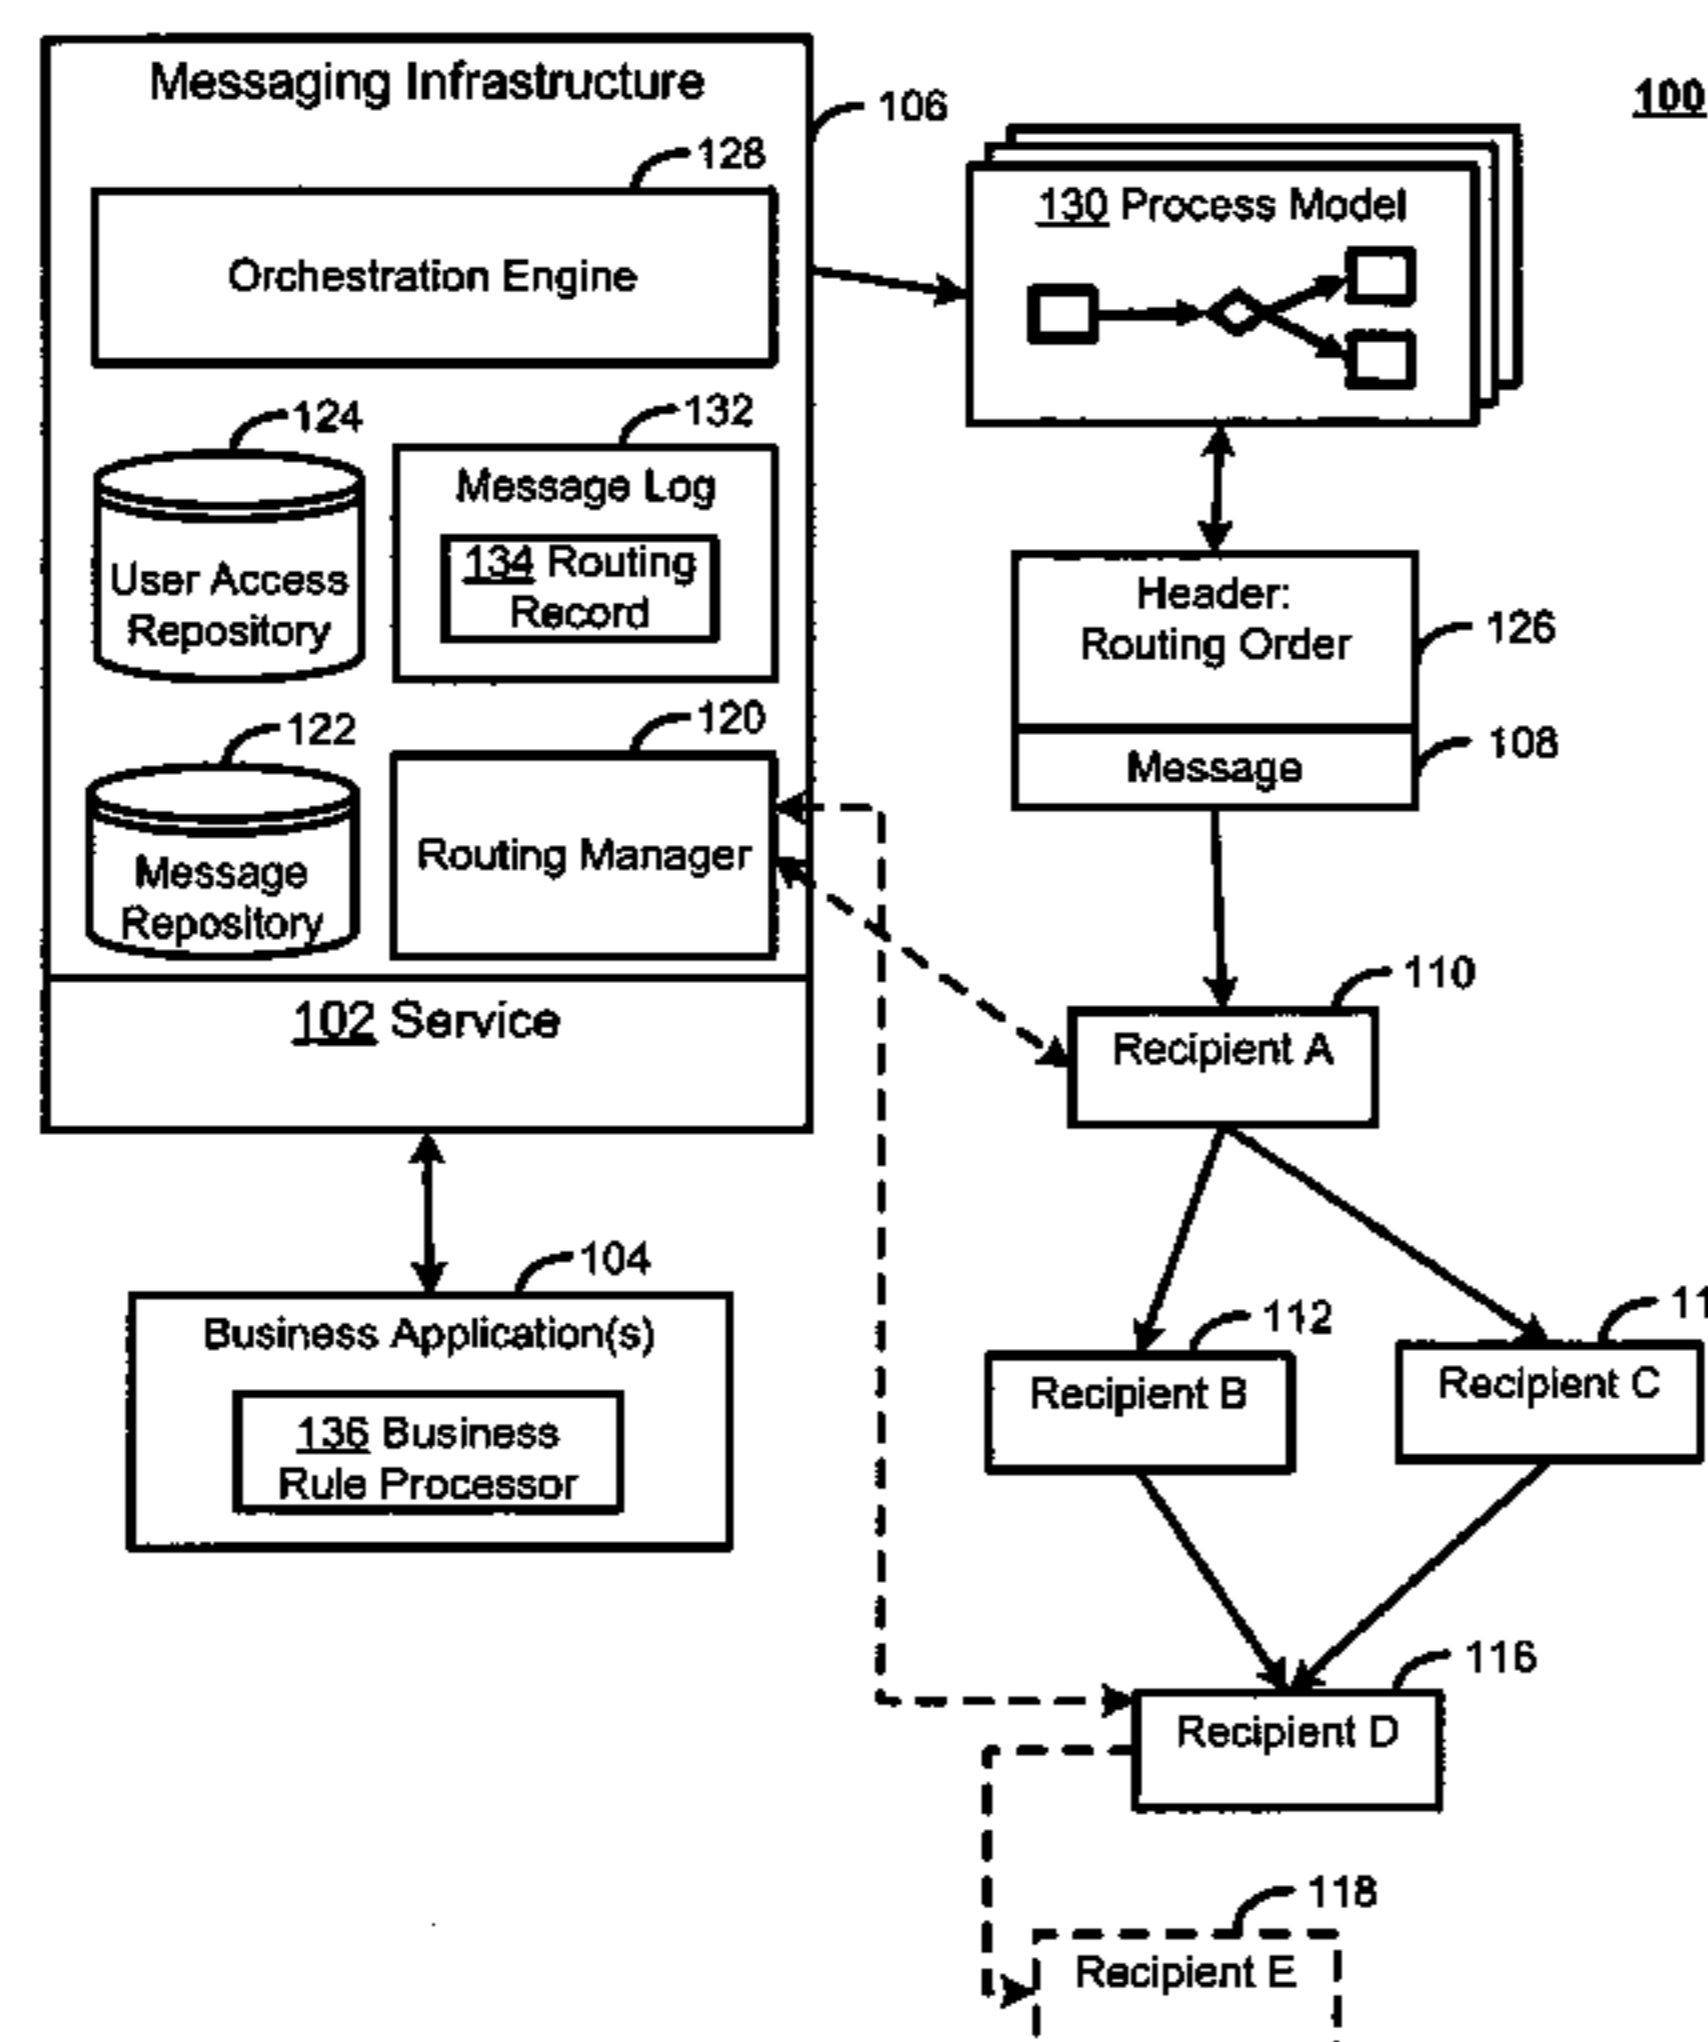 100
Messaging Infrastructure
106
128
Orchestration Engine
130 Process Model
124
132
User Access
Repository
Message Log
134 Routing
Record
Header:
Routing Order
126
108
Message
122
120
Message
Repository
Routing Manager
102 Service
110
Recipient A
104
Business Application(s)
136 Business
Rule Processor
112
Recipient B
11
Recipient C
116
Recipient D
118
Recipient E